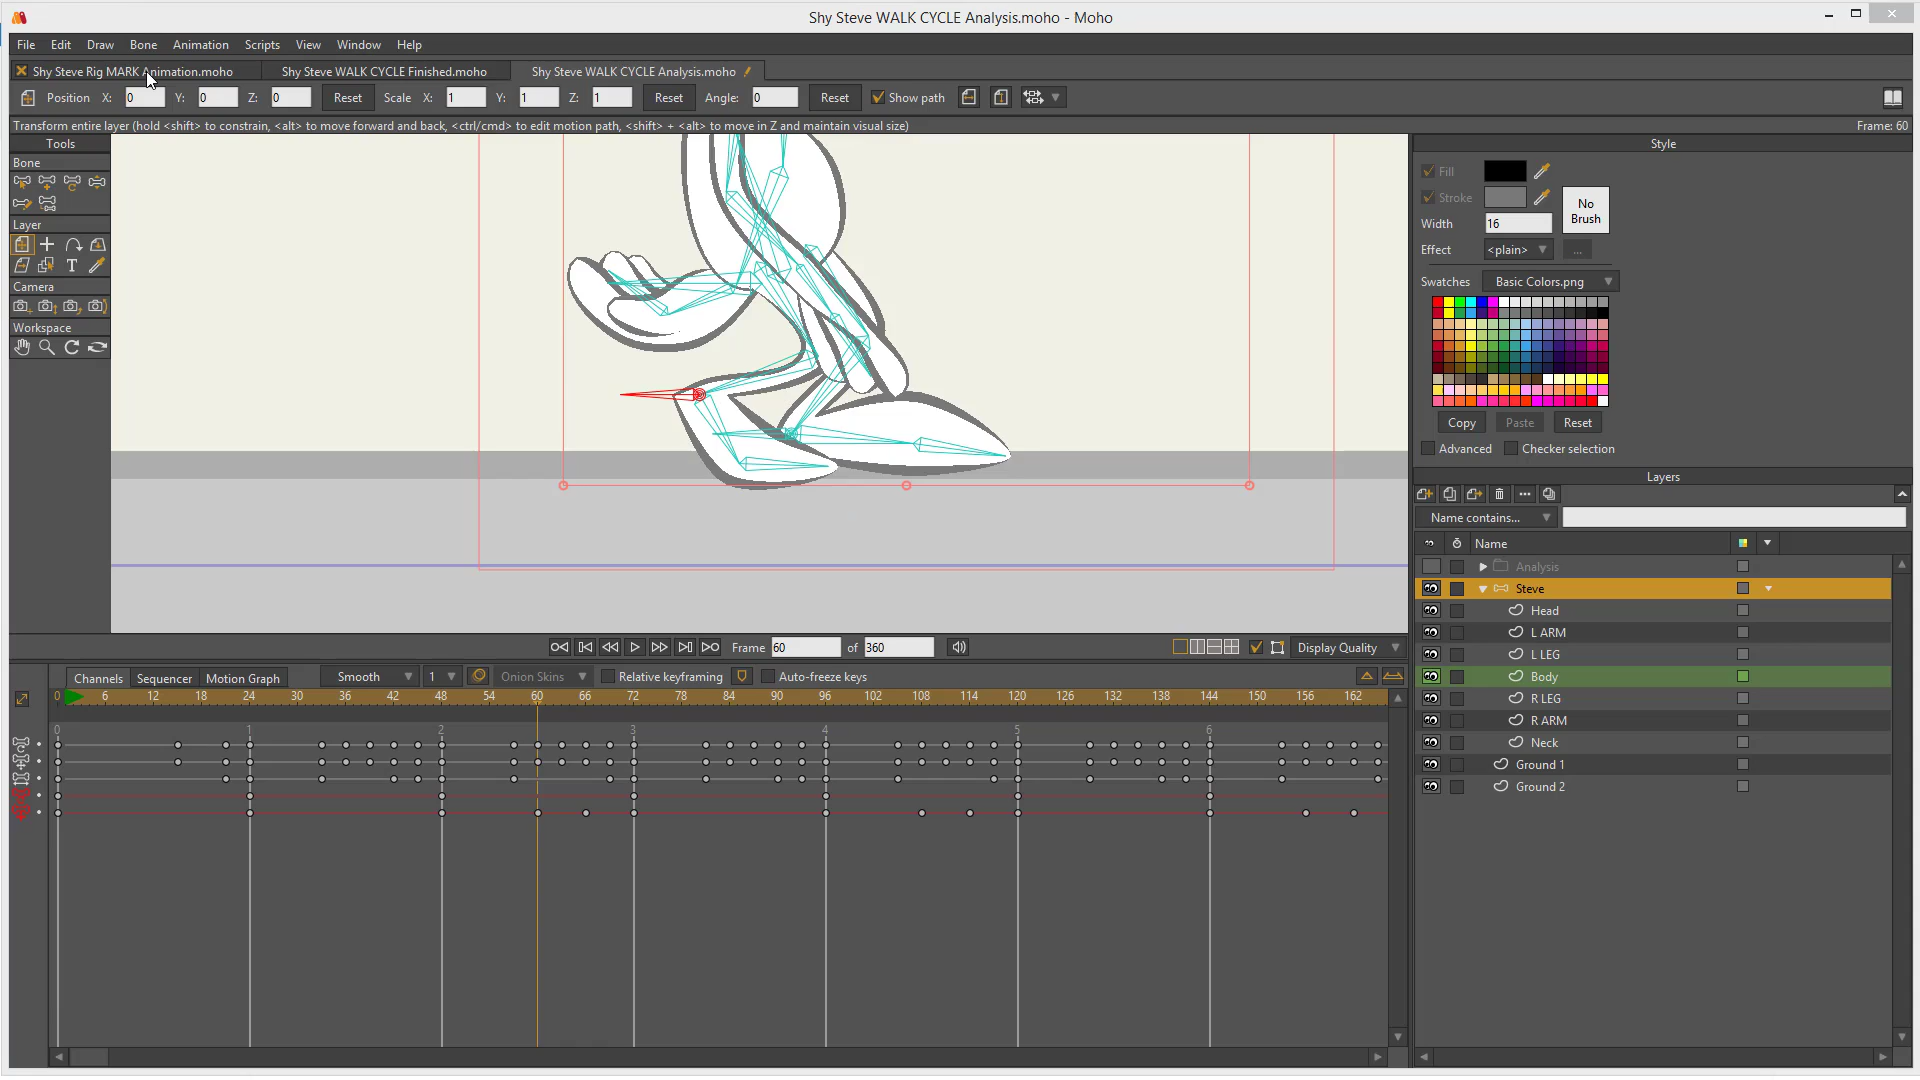 Shy Steve WALK CYCLE Analysis.moho - Moho
File Edit Draw Bone Animation Scripts View Window Help
Shy Steve Rig MARK Animation.moho Shy Steve WALK CYCLE Finished.moho Shy Steve WALK CYCLE Analysis.moho
Position X: 0 Y: 0 Z: 0 Reset Scale X: 1 Y: 1 Z: 1 Reset Angle: 0 Reset Show path
Transform entire layer (hold <shift> to constrain, <alt> to move forward and back, <ctrl/cmd> to edit motion path, <shift> + <alt> to move in Z and maintain visual size) Frame: 60
Tools
Bone
Layer
Camera
Workspace
Style
Fill
Stroke
No Brush
Width 16
Effect <plain> ...
Swatches Basic Colors.png
Copy Paste Reset
Advanced Checker selection
Layers
Name contains...
Name
Analysis
Steve
Head
L ARM
L LEG
Body
R LEG
R ARM
Neck
Ground 1
Ground 2
Frame 60 of 360 Display Quality
Channels Sequencer Motion Graph Smooth 1 Onion Skins Relative keyframing Auto-freeze keys
0 6 12 18 24 30 36 42 48 54 60 66 72 78 84 90 96 102 108 114 120 126 132 138 144 150 156 162
0 1 2 3 4 5 6